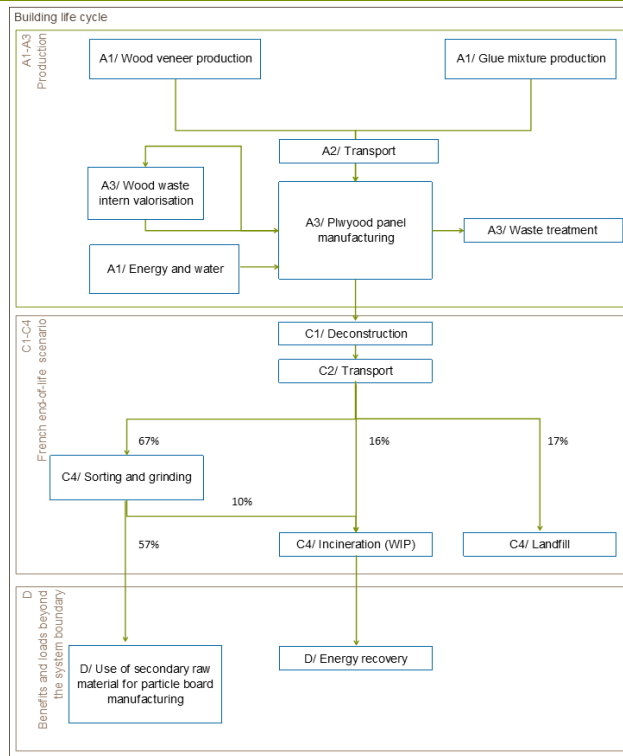 Building life cycle
A1-A3
Production
A1/ Wood veneer production
A1/ Glue mixture production
A2/ Transport
A3/ Wood waste
intern valorisation
A3/ Plwyood panel
manufacturing
A3/ Waste treatment
A1/ Energy and water
C1-C4
French end-of-life scenario
C1/ Deconstruction
C2/ Transport
67%
16%
17%
C4/ Sorting and grinding
10%
57%
C4/ Incineration (WIP)
C4/ Landfill
D
Benefits and loads beyond
the system boundary
D/ Use of secondary raw
material for particle board
manufacturing
D/ Energy recovery